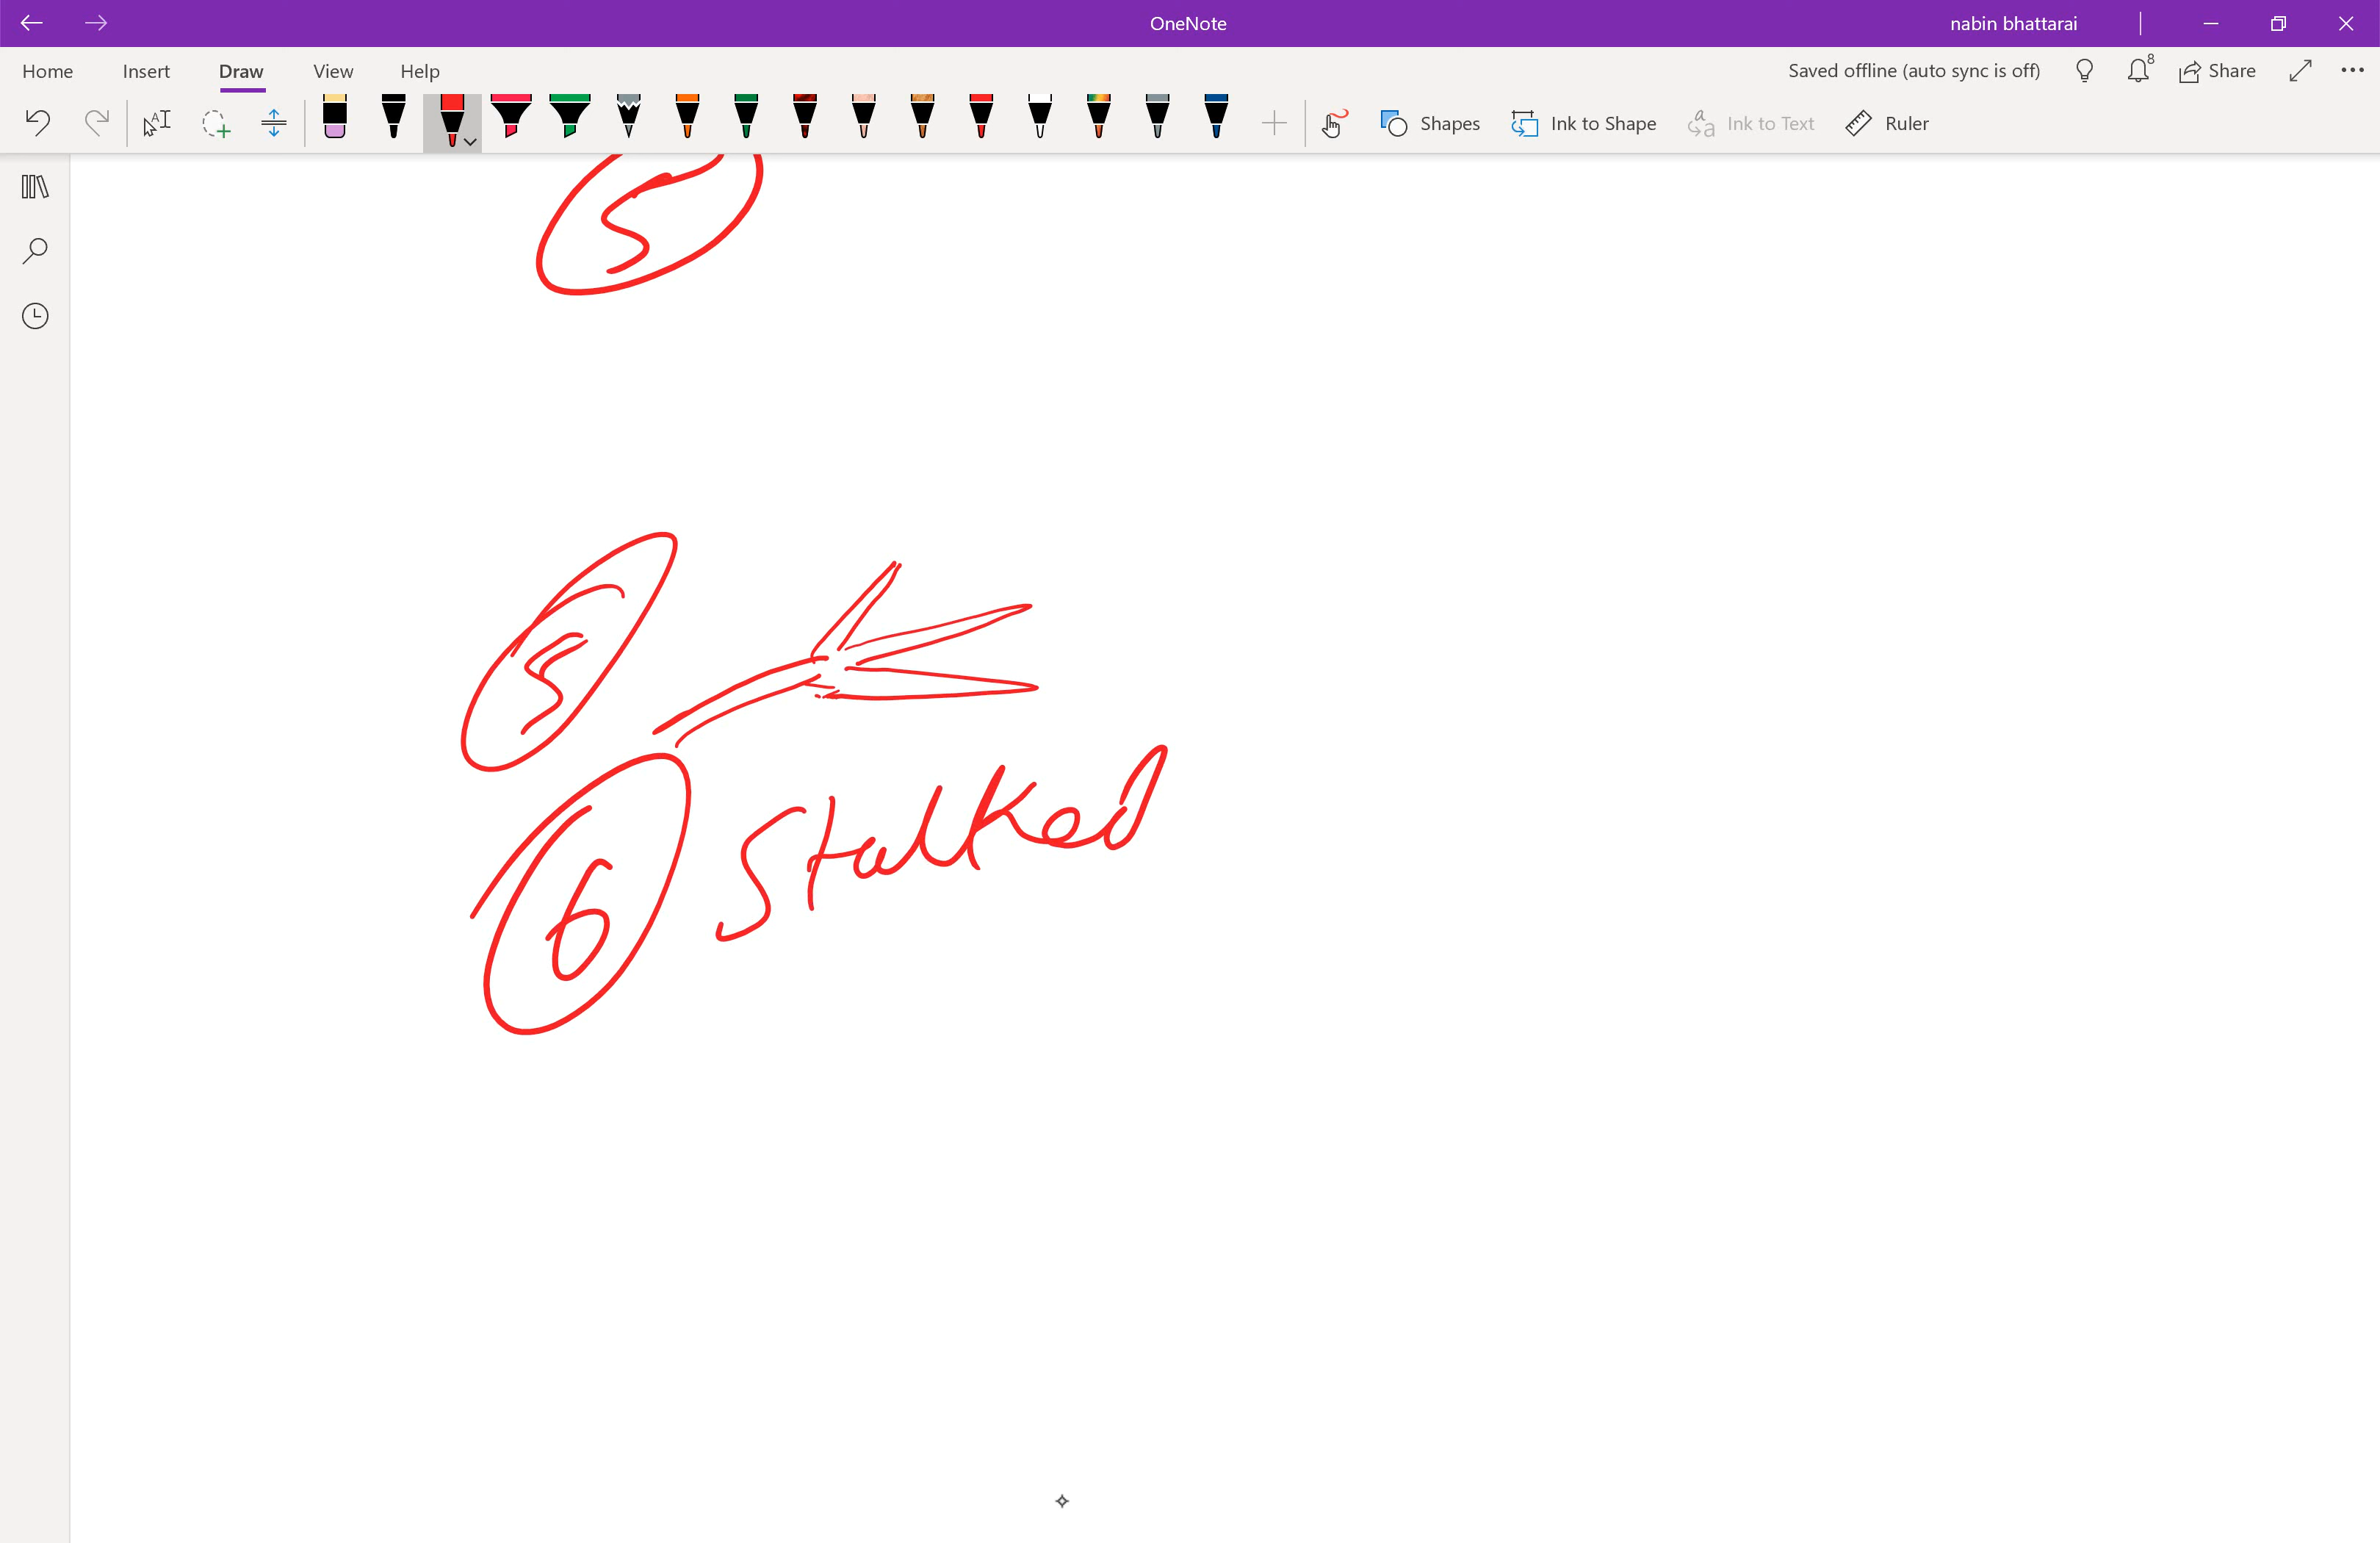 OneNote
nabin bhattarai
Home Insert Draw View Help
Saved offline (auto sync is off)
8
Share
Shapes
Ink to Shape
Ink to Text
Ruler
5
5
6 Stalked